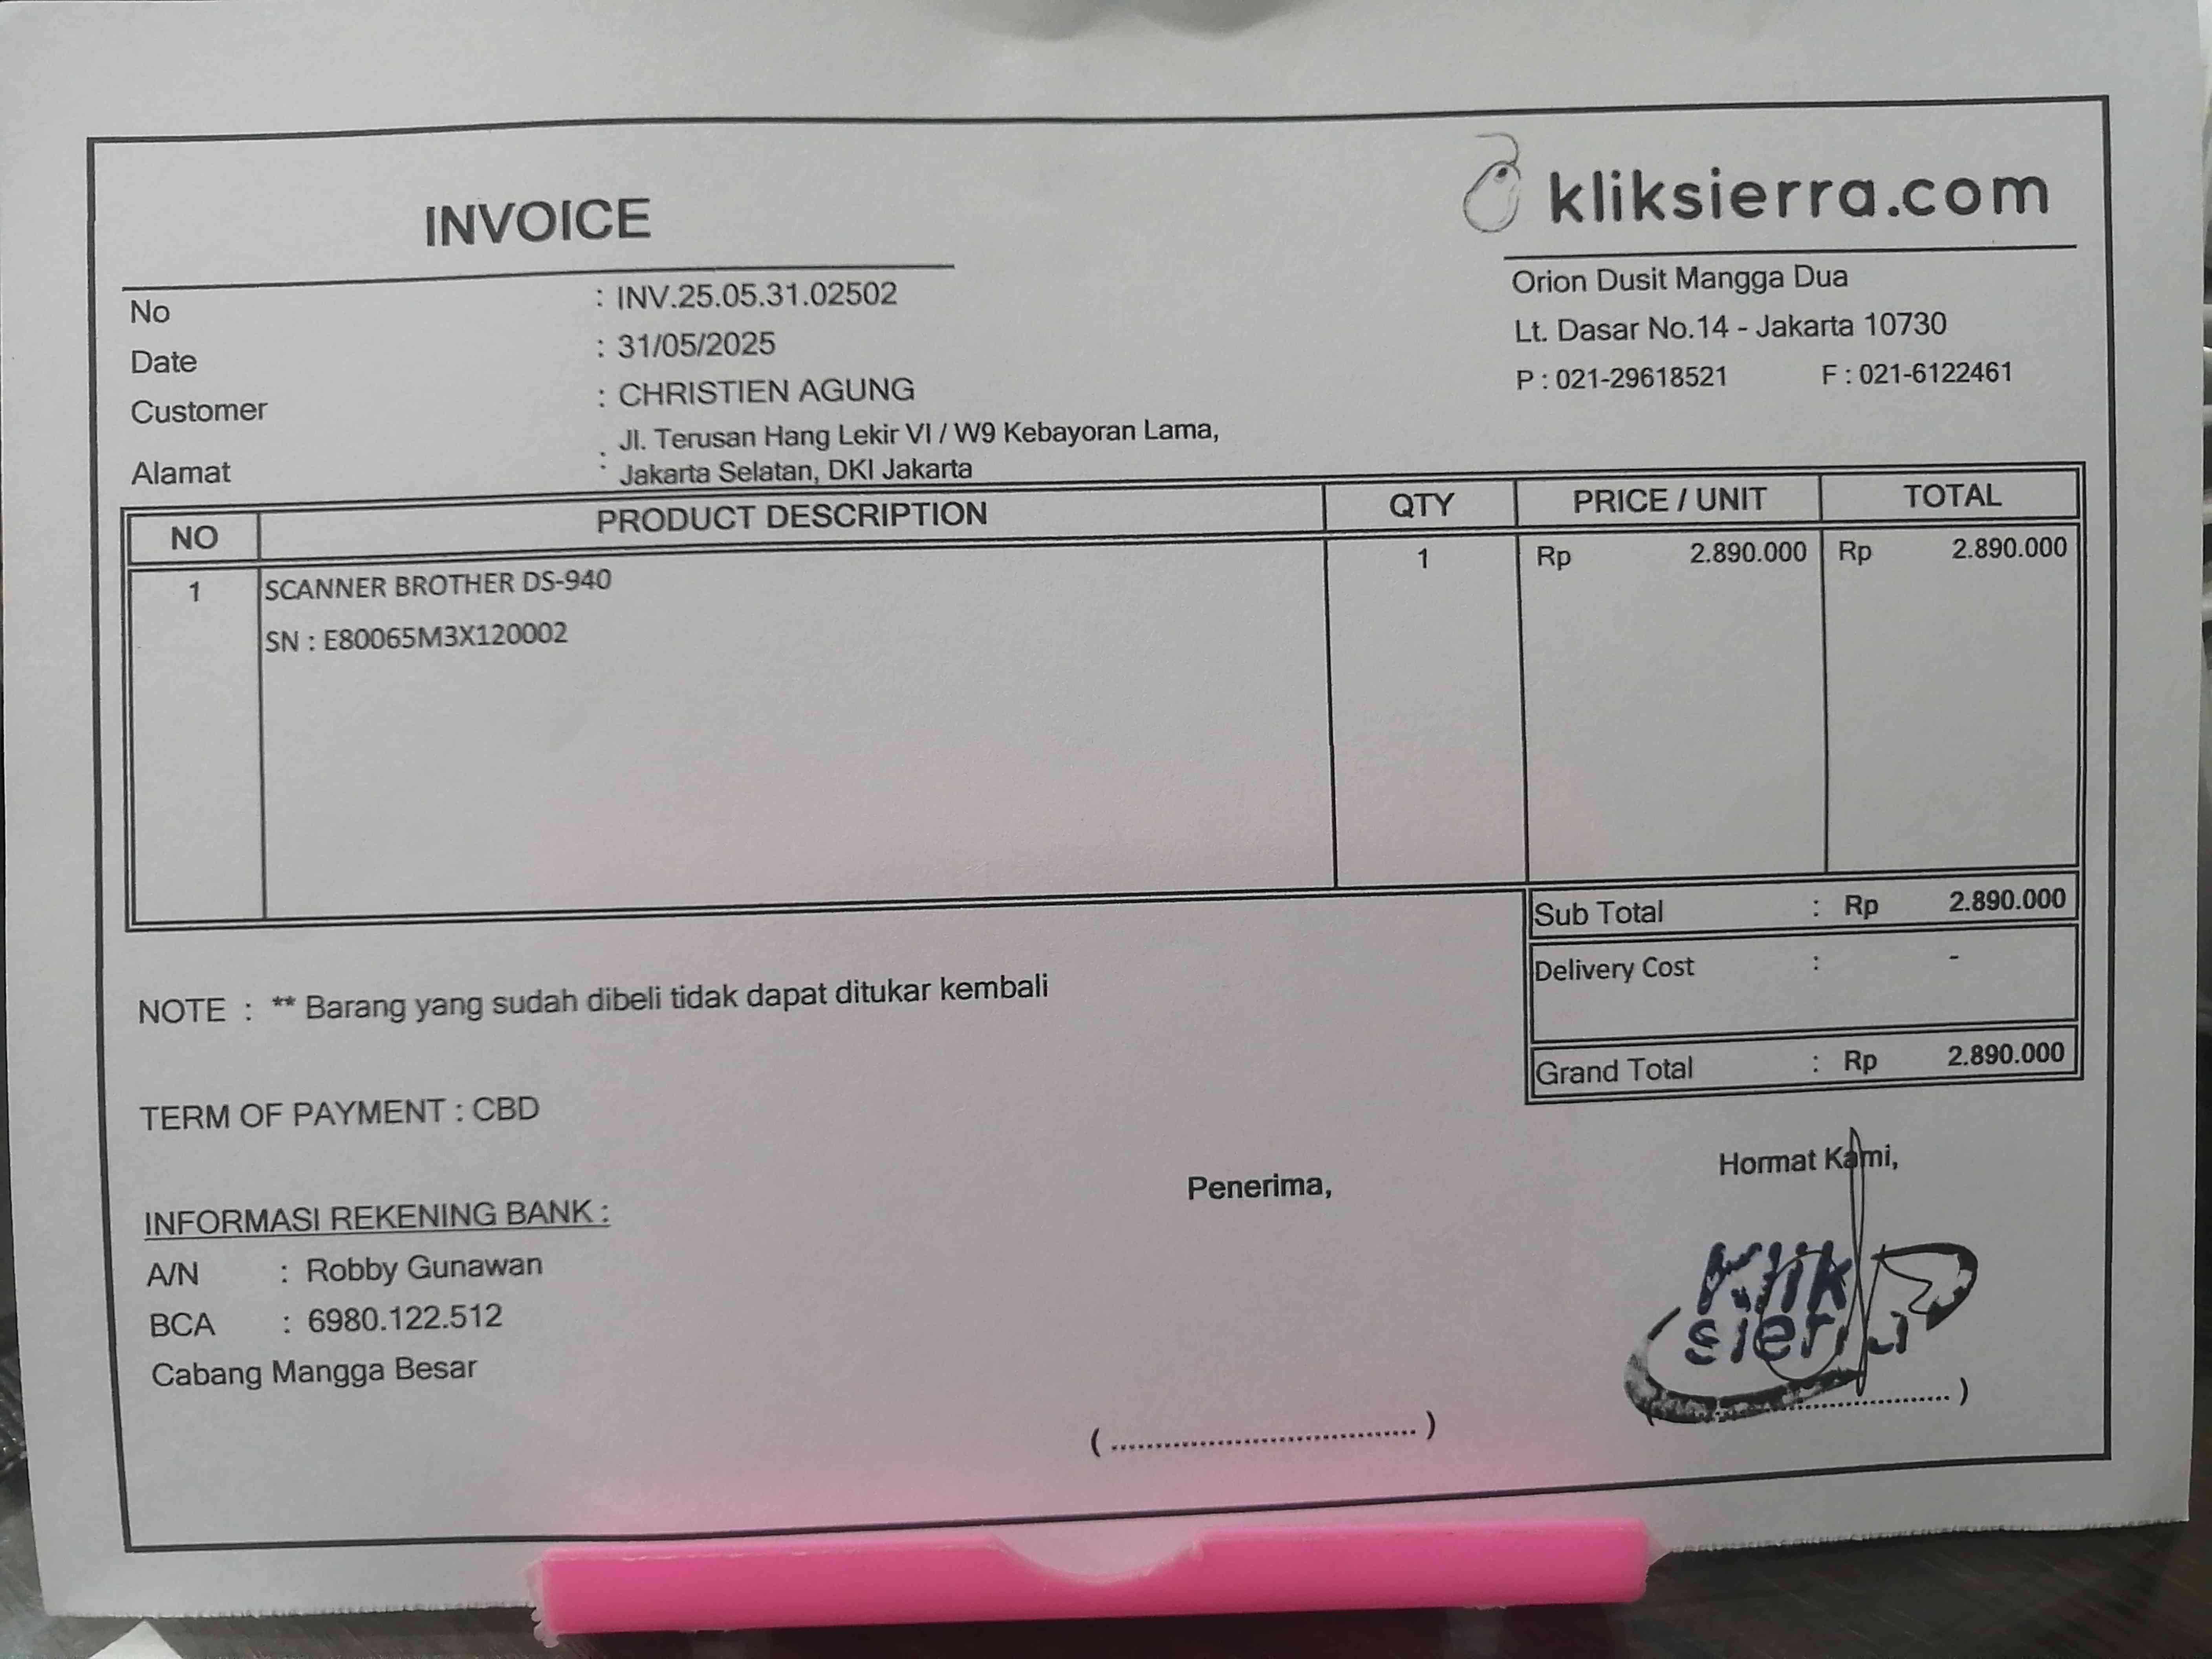 INVOICE
kliksierra.com
Orion Dusit Mangga Dua
Lt. Dasar No.14 - Jakarta 10730
P : 021-29618521 F : 021-6122461
No : INV.25.05.31.02502
Date : 31/05/2025
Customer : CHRISTIEN AGUNG
Alamat : Jl. Terusan Hang Lekir VI / W9 Kebayoran Lama,
Jakarta Selatan, DKI Jakarta
NO PRODUCT DESCRIPTION QTY PRICE / UNIT TOTAL
1 SCANNER BROTHER DS-940 1 Rp 2.890.000 Rp 2.890.000
SN : E80065M3X120002
Sub Total : Rp 2.890.000
Delivery Cost : -
Grand Total : Rp 2.890.000
NOTE : ** Barang yang sudah dibeli tidak dapat ditukar kembali
TERM OF PAYMENT : CBD
INFORMASI REKENING BANK :
A/N : Robby Gunawan
BCA : 6980.122.512
Cabang Mangga Besar
Penerima,
( .................................. )
Hormat Kami,
Klik
sierra
( .................................. )